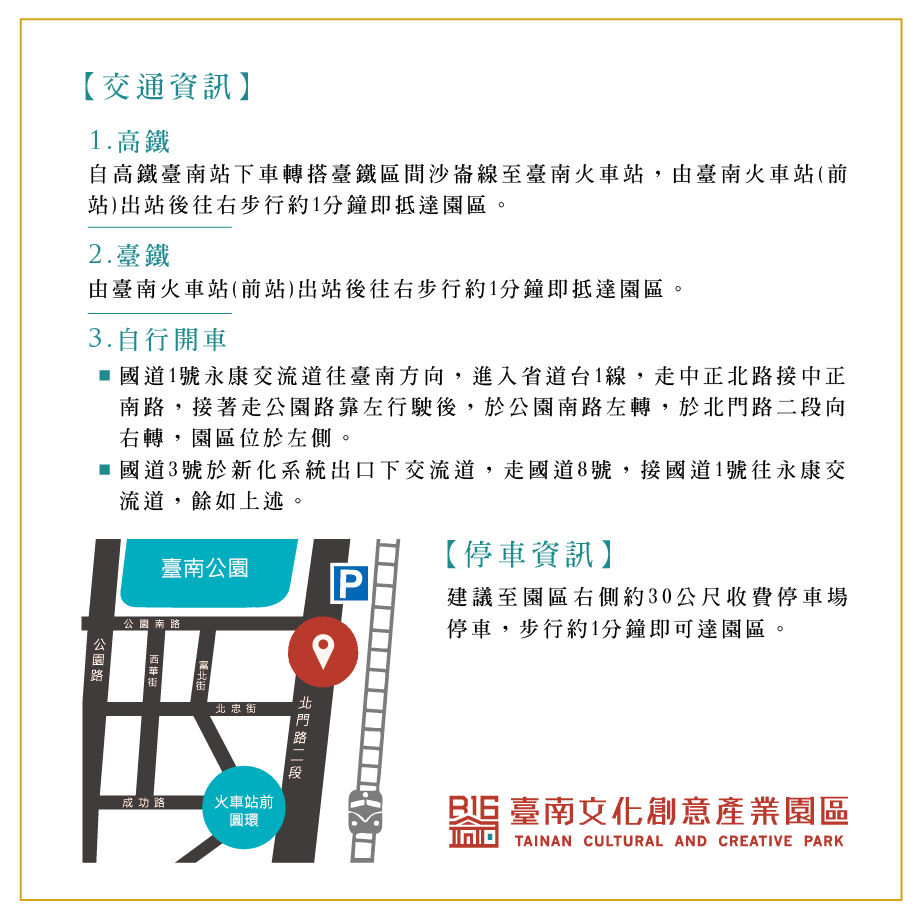 【交通資訊】
1.高鐵
自高鐵臺南站下車轉搭臺鐵區間沙崙線至臺南火車站，由臺南火車站(前
站)出站後往右步行約1分鐘即抵達園區。
2.臺鐵
由臺南火車站(前站)出站後往右步行約1分鐘即抵達園區。
3.自行開車
■ 國道1號永康交流道往臺南方向，進入省道台1線，走中正北路接中正
南路，接著走公園路靠左行駛後，於公園南路左轉，於北門路二段向
右轉，園區位於左側。
■ 國道3號於新化系統出口下交流道，走國道8號，接國道1號往永康交
流道，餘如上述。
臺南公園
P
公園南路
公園路
西華街
富北街
北忠街
北門路二段
成功路
火車站前
圓環
【停車資訊】
建議至園區右側約30公尺收費停車場
停車，步行約1分鐘即可達園區。
B16
臺南文化創意產業園區
TAINAN CULTURAL AND CREATIVE PARK